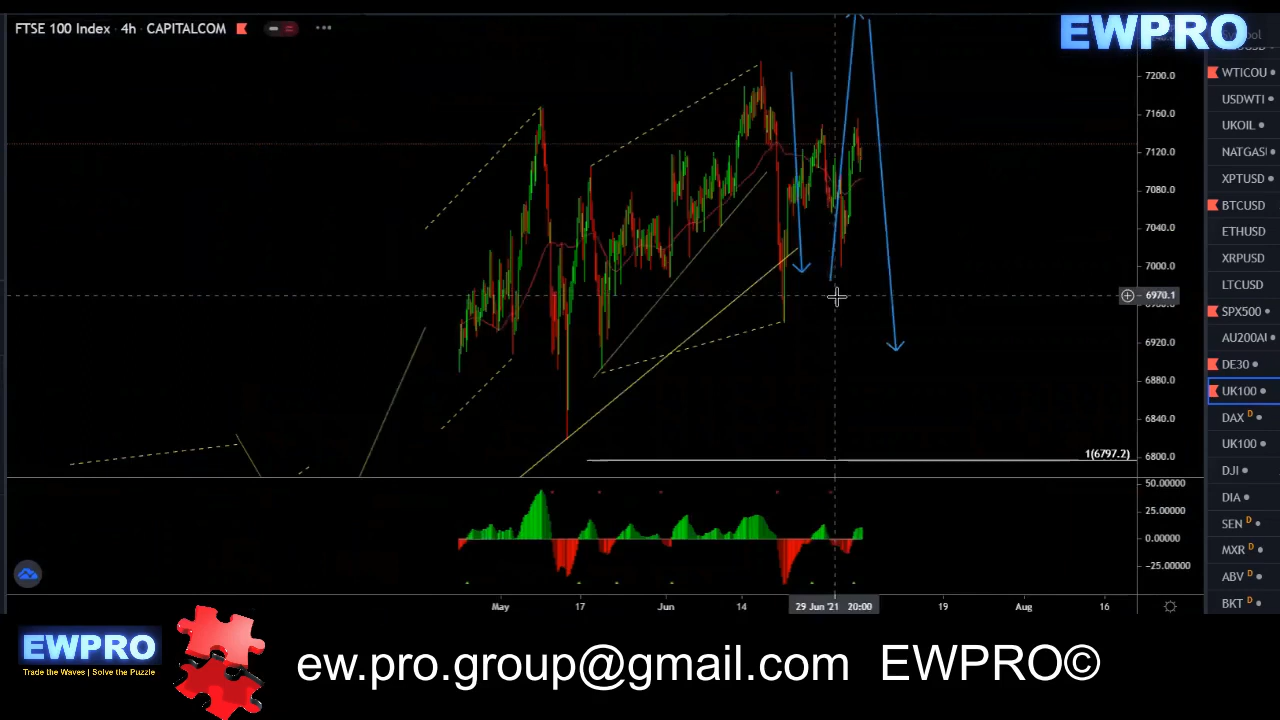 FTSE 100 Index · 4h · CAPITALCOM
EWPRO
7200.0
7160.0
7120.0
7080.0
7040.0
7000.0
6970.1
6920.0
6880.0
6840.0
1(6797.2)
6800.0
50.00000
25.00000
0.00000
−25.00000
May
17
Jun
14
29 Jun '21 20:00
19
Aug
16
WTICOU
USDWTI
UKOIL
NATGAS
XPTUSD
BTCUSD
ETHUSD
XRPUSD
LTCUSD
SPX500
AU200AI
DE30
UK100
DAX D
UK100
DJI
DIA
SEN D
MXR D
ABV D
BKT D
EWPRO
Trade the Waves | Solve the Puzzle
ew.pro.group@gmail.com EWPRO©